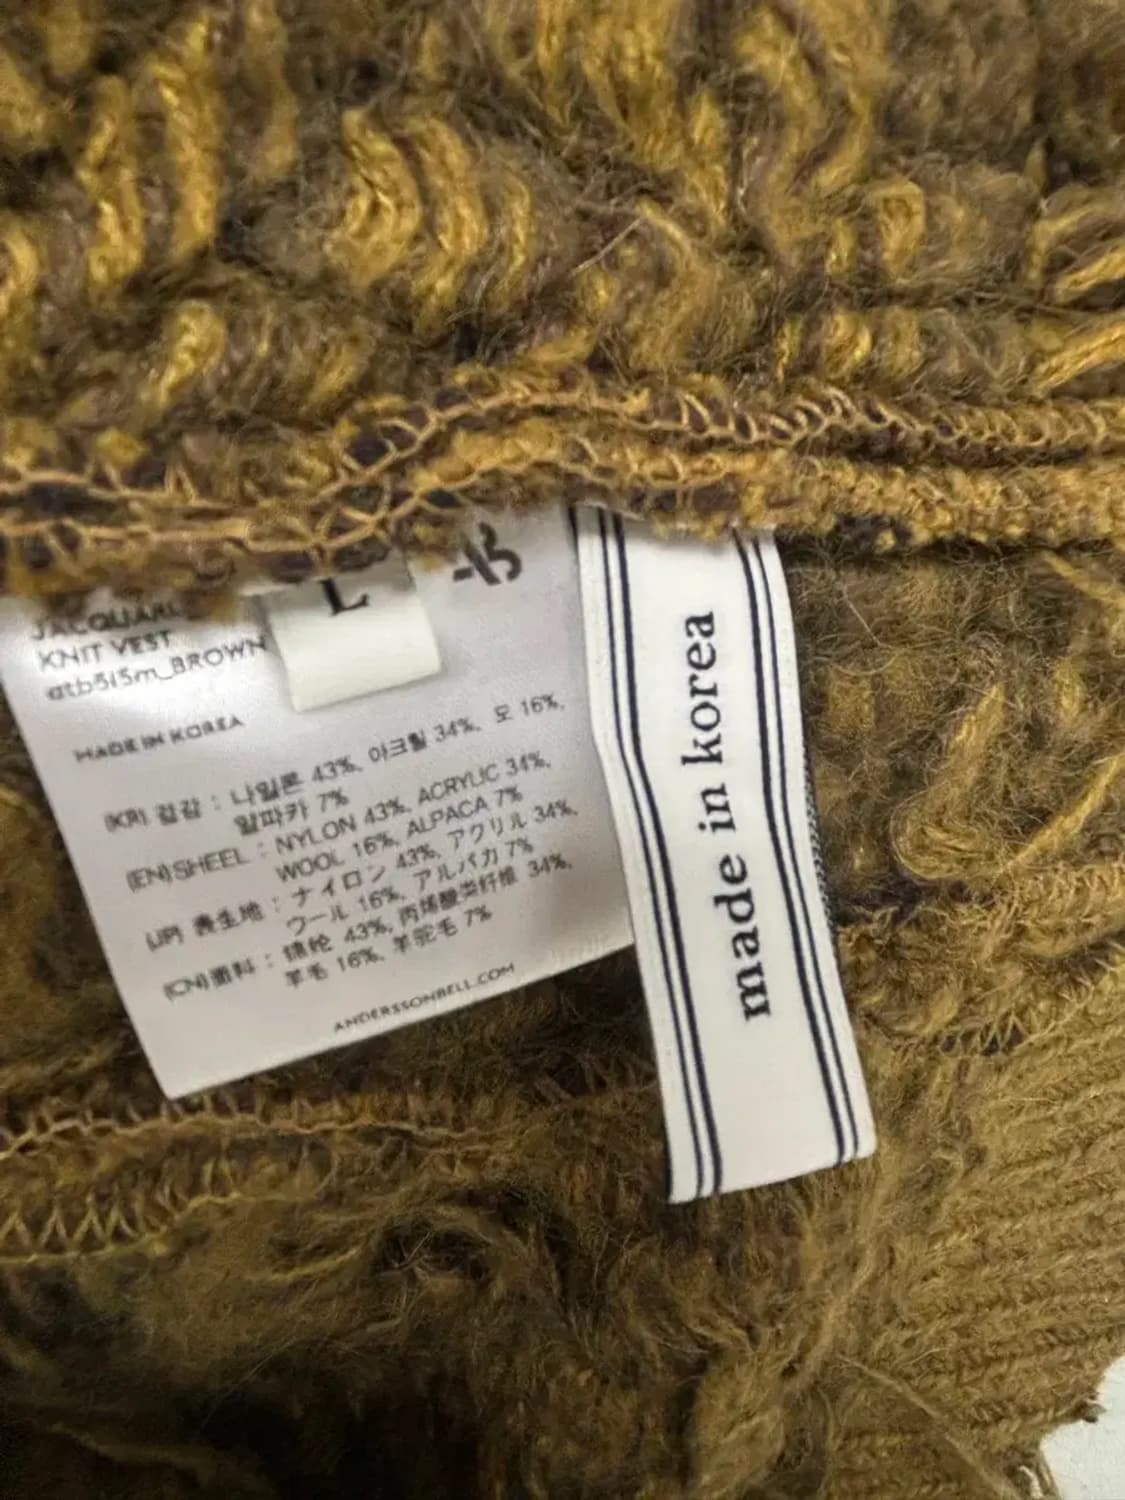 JACQUARD
KNIT VEST
atb515m_BROWN
L
MADE IN KOREA
(KR) 겉감 : 나일론 43%, 아크릴 34%, 모 16%,
알파카 7%
(EN) SHEEL : NYLON 43%, ACRYLIC 34%,
WOOL 16%, ALPACA 7%
(JP) 表生地 : ナイロン 43%, アクリル 34%,
ウール 16%, アルパカ 7%
(CN) 面料 : 锦纶 43%, 丙烯酸类纤维 34%,
羊毛 16%, 羊驼毛 7%
ANDERSSONBELL.COM
made in korea